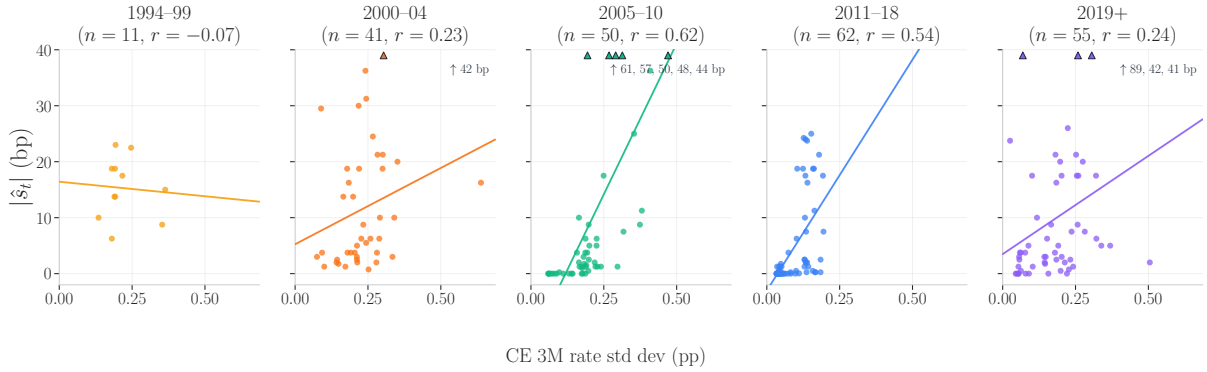 1994–99
(n = 11, r = −0.07)
2000–04
(n = 41, r = 0.23)
2005–10
(n = 50, r = 0.62)
2011–18
(n = 62, r = 0.54)
2019+
(n = 55, r = 0.24)
|ŝ_t| (bp)
40
30
20
10
0
↑ 42 bp
↑ 61, 57, 50, 48, 44 bp
↑ 89, 42, 41 bp
0.00 0.25 0.50
0.00 0.25 0.50
0.00 0.25 0.50
0.00 0.25 0.50
0.00 0.25 0.50
CE 3M rate std dev (pp)